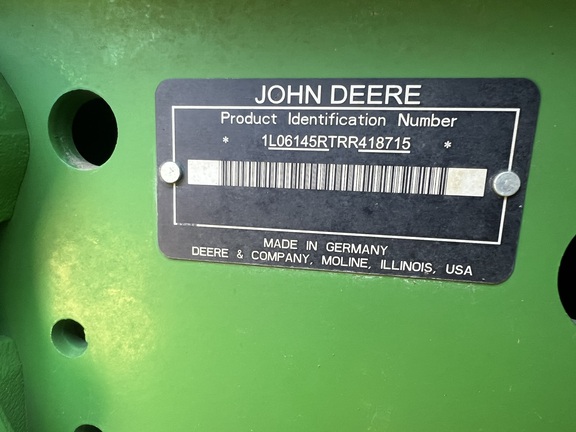 JOHN DEERE
Product Identification Number
* 1L06145RTRR418715 *
MADE IN GERMANY
DEERE & COMPANY, MOLINE, ILLINOIS, USA